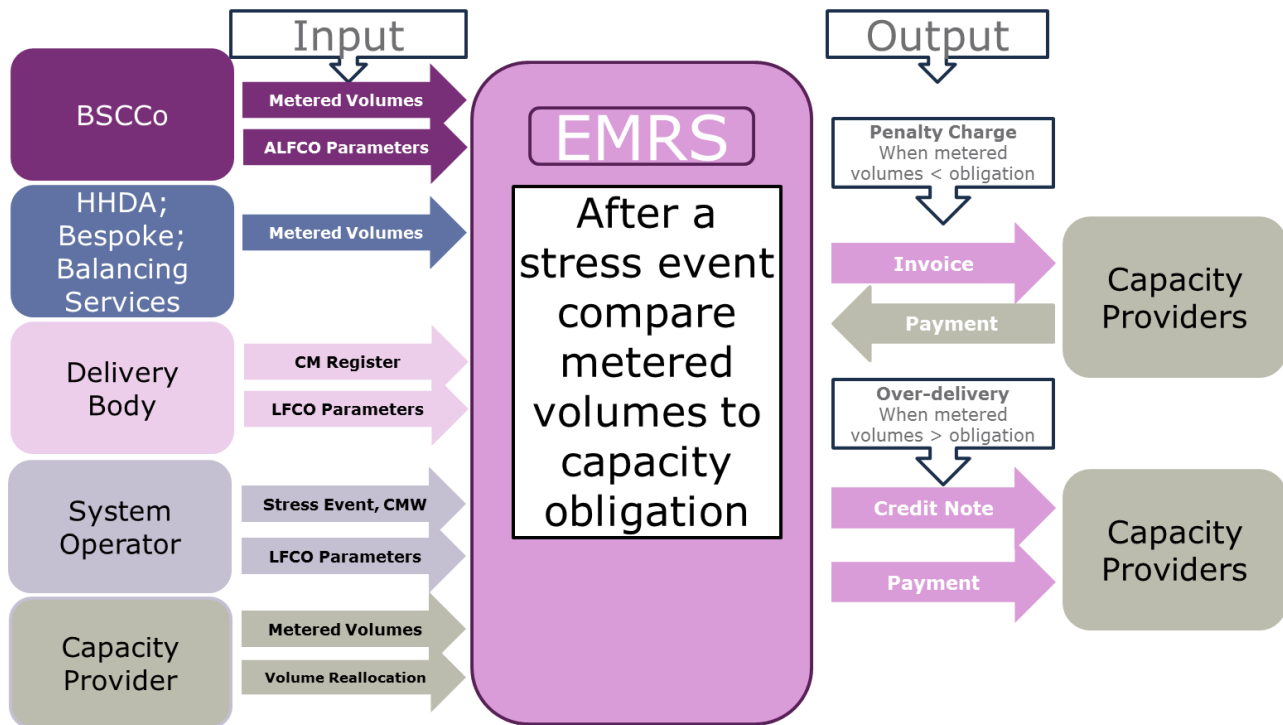 Input
Output
BSCCo
Metered Volumes
ALFCO Parameters
HHDA;
Bespoke;
Balancing
Services
Metered Volumes
Delivery
Body
CM Register
LFCO Parameters
System
Operator
Stress Event, CMW
LFCO Parameters
Capacity
Provider
Metered Volumes
Volume Reallocation
EMRS
After a
stress event
compare
metered
volumes to
capacity
obligation
Penalty Charge
When metered
volumes < obligation
Invoice
Payment
Capacity
Providers
Over-delivery
When metered
volumes > obligation
Credit Note
Payment
Capacity
Providers